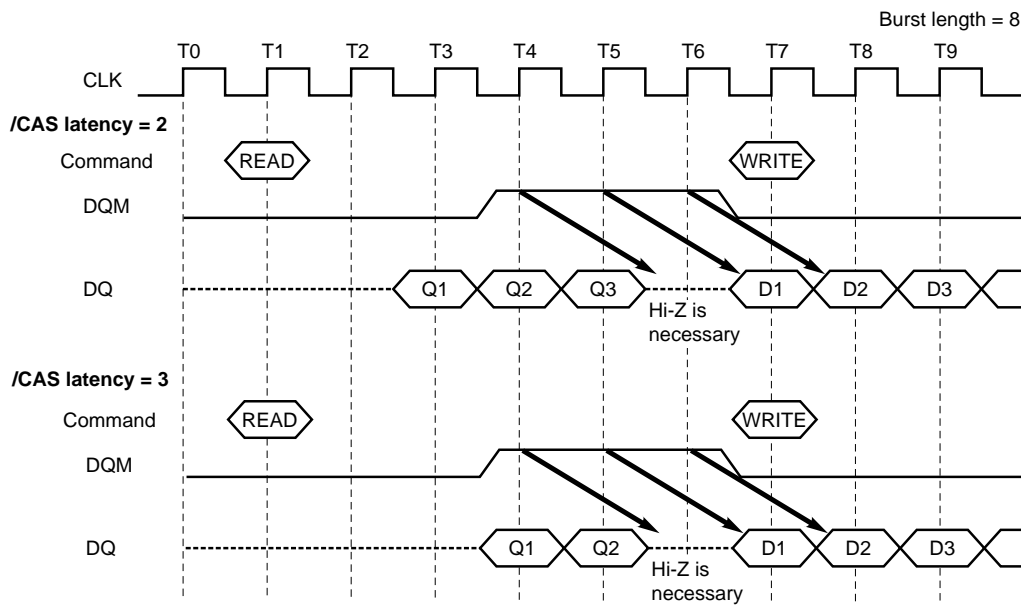 Burst length = 8
T0 T1 T2 T3 T4 T5 T6 T7 T8 T9
CLK
/CAS latency = 2
Command READ WRITE
DQM
DQ Q1 Q2 Q3 D1 D2 D3
Hi-Z is
necessary
/CAS latency = 3
Command READ WRITE
DQM
DQ Q1 Q2 D1 D2 D3
Hi-Z is
necessary